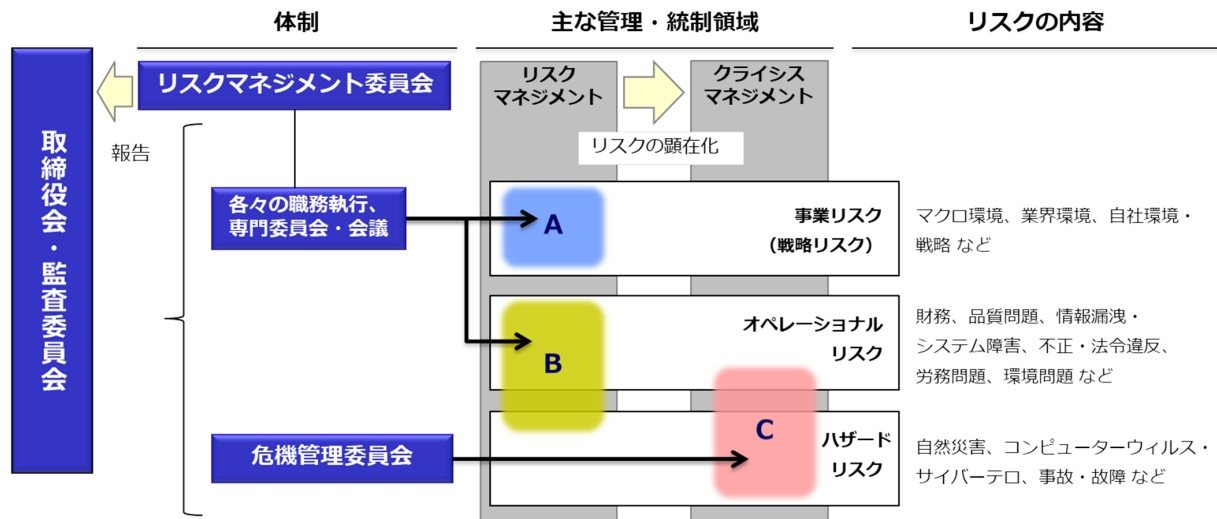 体制
主な管理・統制領域
リスクの内容
取締役会・監査委員会
報告
リスクマネジメント委員会
リスク
マネジメント
クライシス
マネジメント
リスクの顕在化
各々の職務執行、
専門委員会・会議
A
事業リスク
（戦略リスク）
マクロ環境、業界環境、自社環境・
戦略 など
B
オペレーショナル
リスク
財務、品質問題、情報漏洩・
システム障害、不正・法令違反、
労務問題、環境問題 など
危機管理委員会
C
ハザード
リスク
自然災害、コンピューターウィルス・
サイバーテロ、事故・故障 など